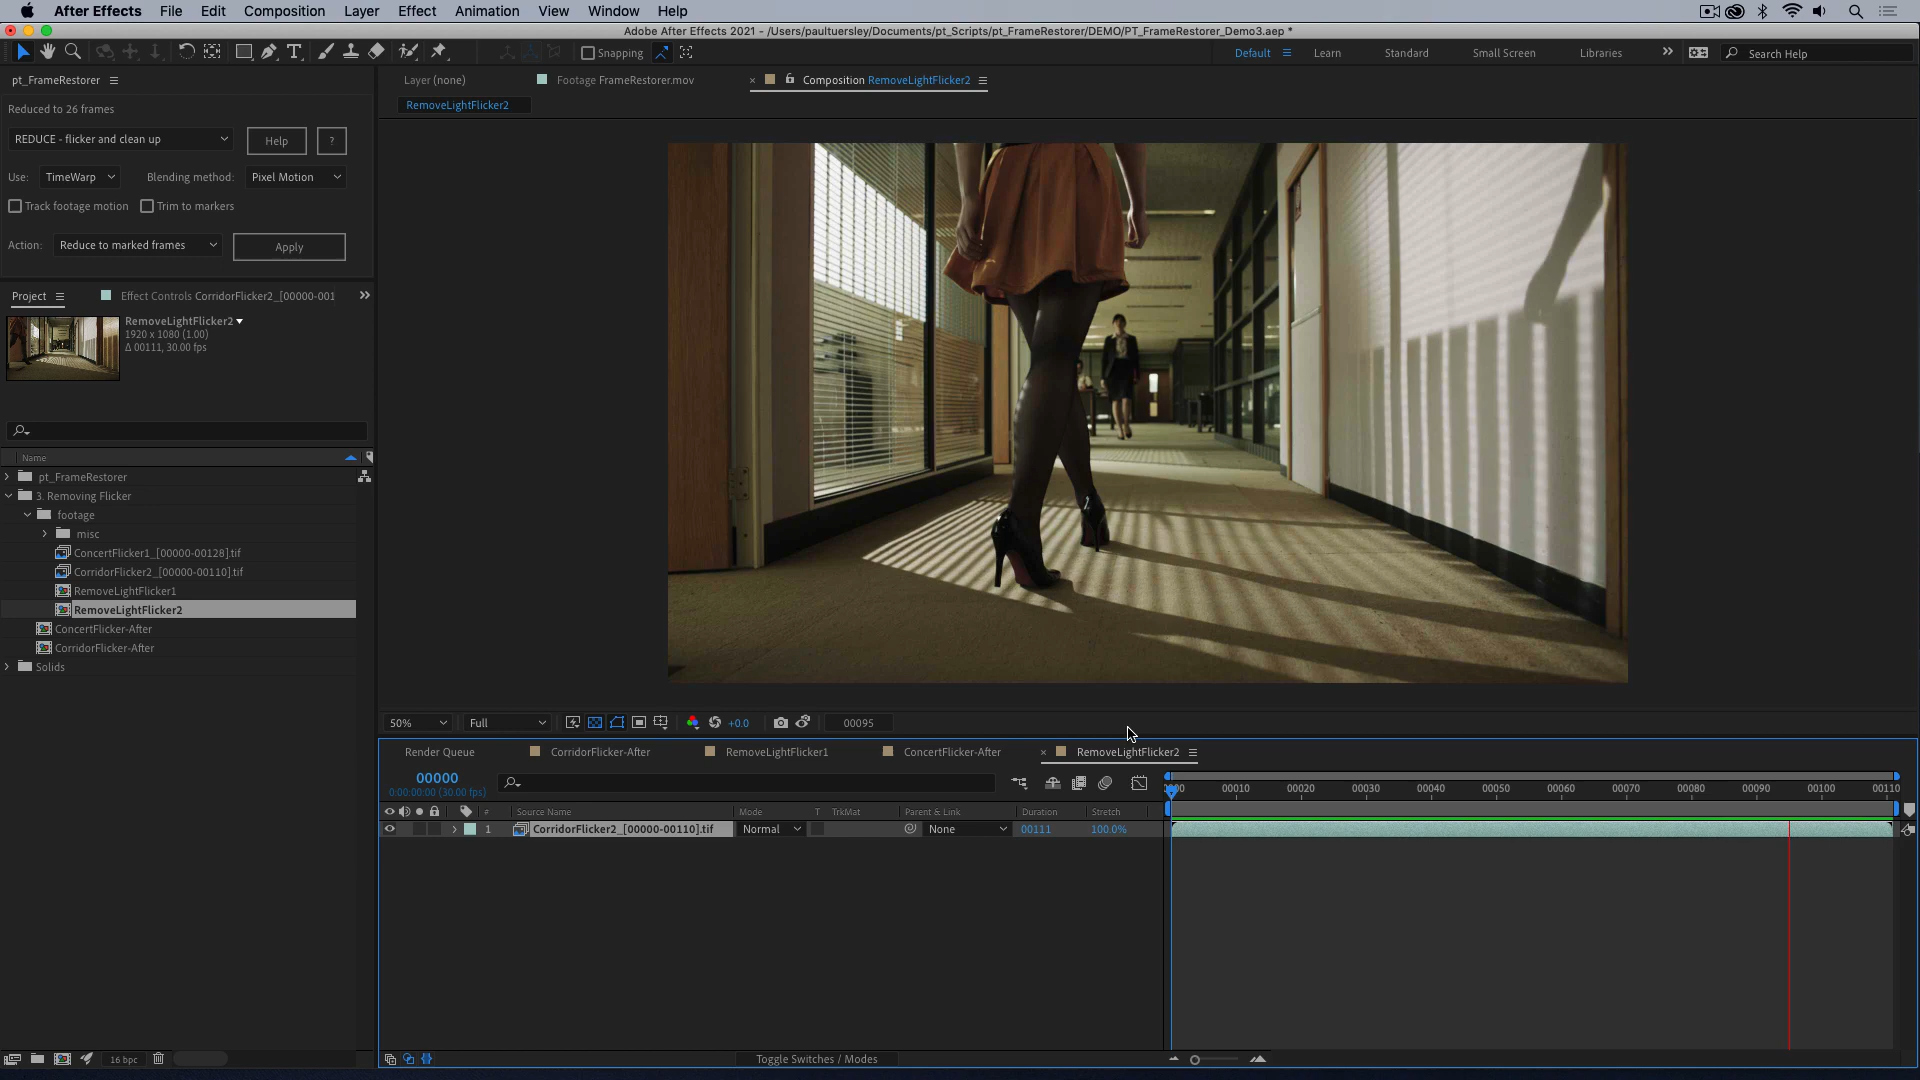 After Effects File Edit Composition Layer Effect Animation View Window Help
Adobe After Effects 2021 - /Users/paultuersley/Documents/pt_Scripts/pt_FrameRestorer/DEMO/PT_FrameRestorer_Demo3.aep *
Snapping Default Learn Standard Small Screen Libraries Search Help
pt_FrameRestorer
Layer (none) Footage FrameRestorer.mov Composition RemoveLightFlicker2
RemoveLightFlicker2
Reduced to 26 frames
REDUCE - flicker and clean up Help ?
Use: TimeWarp Blending method: Pixel Motion
Track footage motion Trim to markers
Action: Reduce to marked frames Apply
Project Effect Controls CorridorFlicker2_[00000-001
RemoveLightFlicker2
1920 x 1080 (1.00)
Δ 00111, 30.00 fps
Name
pt_FrameRestorer
3. Removing Flicker
footage
misc
ConcertFlicker1_[00000-00128].tif
CorridorFlicker2_[00000-00110].tif
RemoveLightFlicker1
RemoveLightFlicker2
ConcertFlicker-After
CorridorFlicker-After
Solids
16 bpc
50% Full +0.0 00095
Render Queue CorridorFlicker-After RemoveLightFlicker1 ConcertFlicker-After RemoveLightFlicker2
00000
0:00:00:00 (30.00 fps)
00010 00020 00030 00040 00050 00060 00070 00080 00090 00100 00110
# Source Name Mode T TrkMat Parent & Link Duration Stretch
1 CorridorFlicker2_[00000-00110].tif Normal None 00111 100.0%
Toggle Switches / Modes